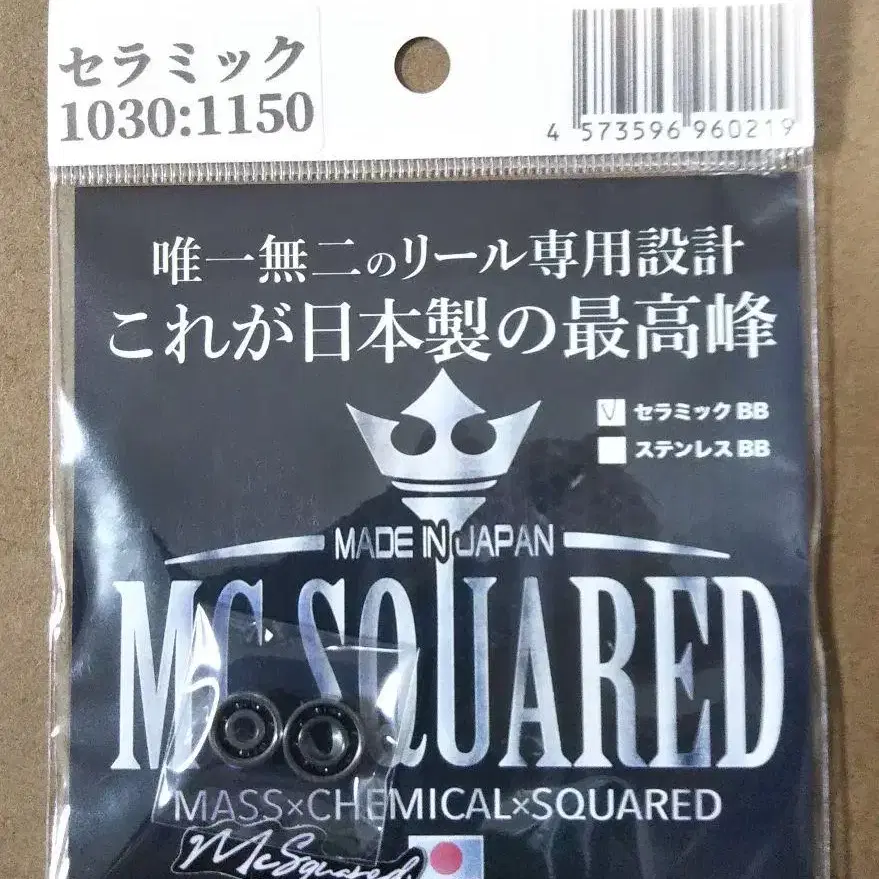 セラミック
1030:1150
4 573596 960219
唯一無二のリール専用設計
これが日本製の最高峰
セラミックBB
ステンレスBB
MADE IN JAPAN
MC SQUARED
MASS×CHEMICAL×SQUARED
McSquared.